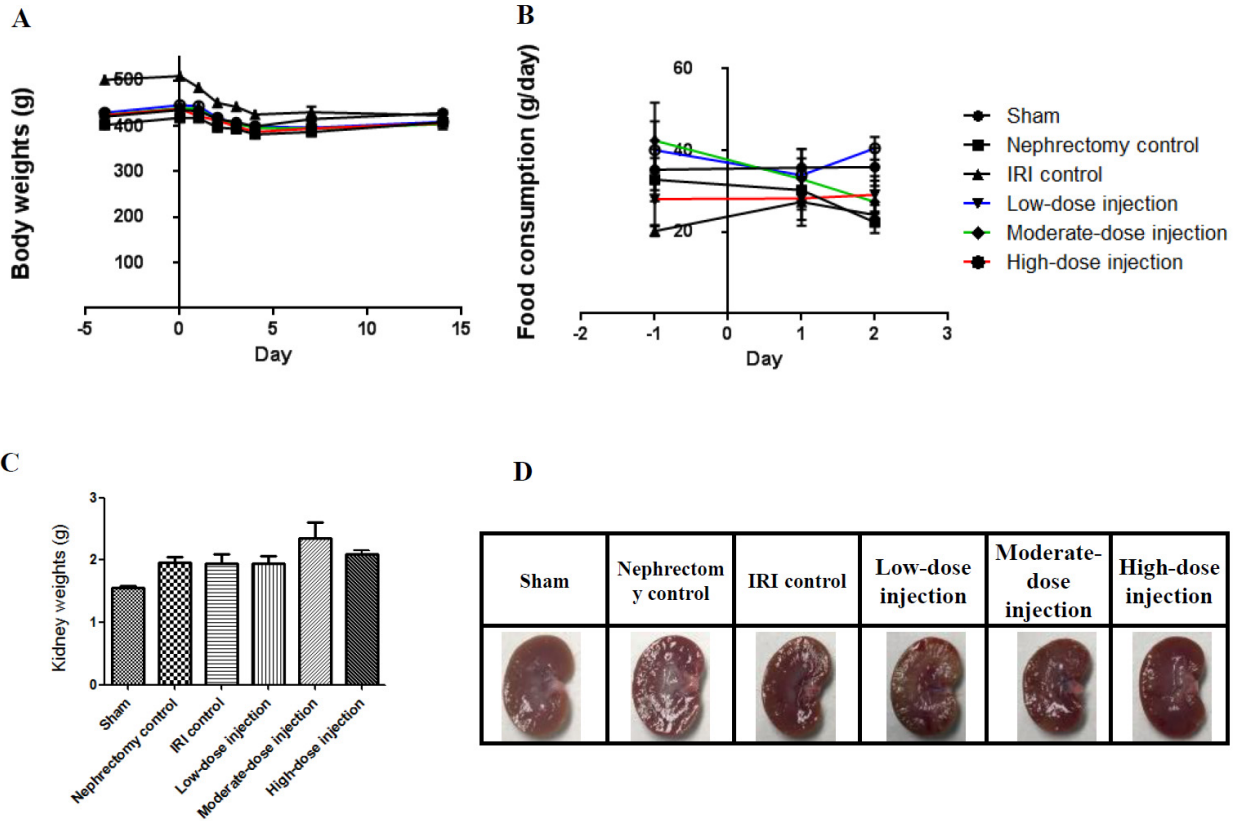 A
Body weights (g)
500
400
300
200
100
-5
0
5
10
15
Day
B
Food consumption (g/day)
60
40
20
-2
-1
0
1
2
3
Day
Sham
Nephrectomy control
IRI control
Low-dose injection
Moderate-dose injection
High-dose injection
C
Kidney weights (g)
3
2
1
0
Sham
Nephrectomy control
IRI control
Low-dose injection
Moderate-dose injection
High-dose injection
D
Sham
Nephrectom
y control
IRI control
Low-dose
injection
Moderate-
dose
injection
High-dose
injection